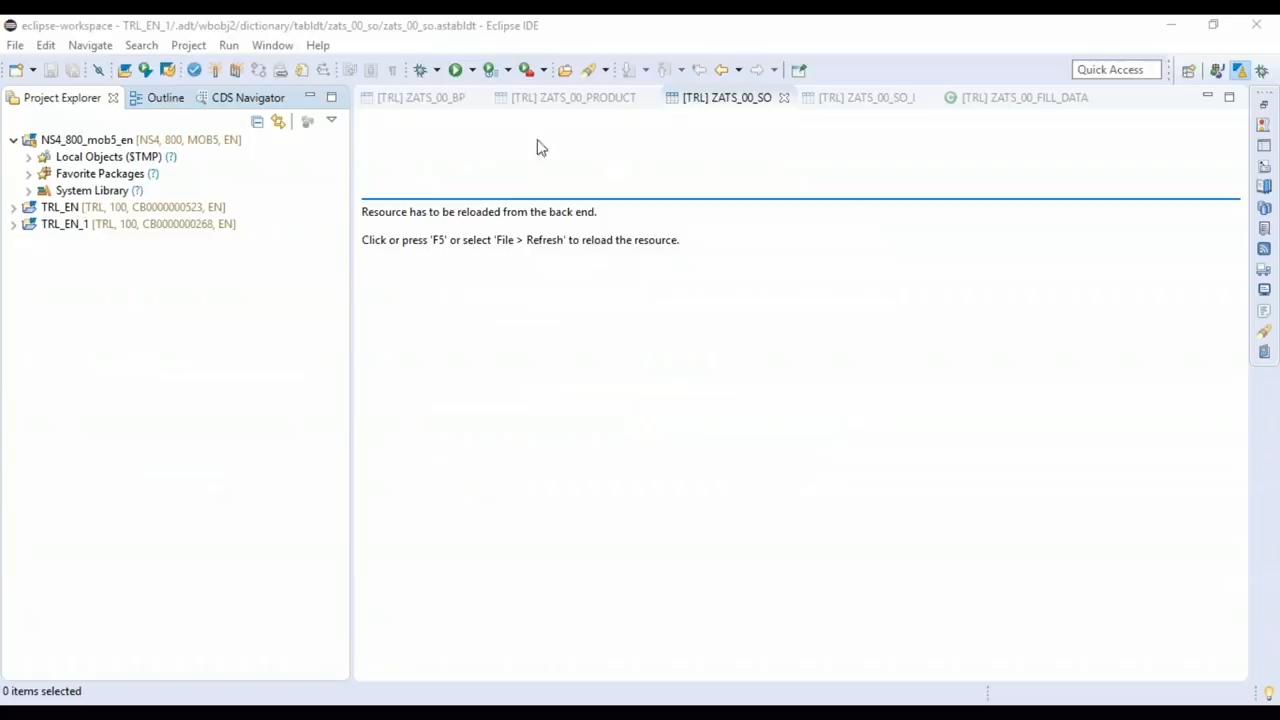 eclipse-workspace - TRL_EN_1/.adt/wbobj2/dictionary/tabldt/zats_00_so/zats_00_so.astabldt - Eclipse IDE
File Edit Navigate Search Project Run Window Help
Quick Access
Project Explorer Outline CDS Navigator
[TRL] ZATS_00_BP [TRL] ZATS_00_PRODUCT [TRL] ZATS_00_SO [TRL] ZATS_00_SO_I [TRL] ZATS_00_FILL_DATA
NS4_800_mob5_en [NS4, 800, MOB5, EN]
Local Objects ($TMP) (?)
Favorite Packages (?)
System Library (?)
TRL_EN [TRL, 100, CB0000000523, EN]
TRL_EN_1 [TRL, 100, CB0000000268, EN]
Resource has to be reloaded from the back end.
Click or press 'F5' or select 'File > Refresh' to reload the resource.
0 items selected